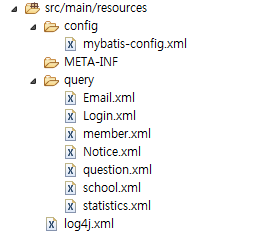 src/main/resources
config
mybatis-config.xml
META-INF
query
Email.xml
Login.xml
member.xml
Notice.xml
question.xml
school.xml
statistics.xml
log4j.xml